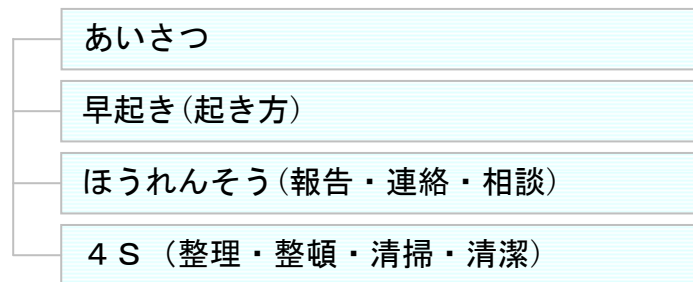 あいさつ
早起き（起き方）
ほうれんそう（報告・連絡・相談）
４Ｓ （整理・整頓・清掃・清潔）